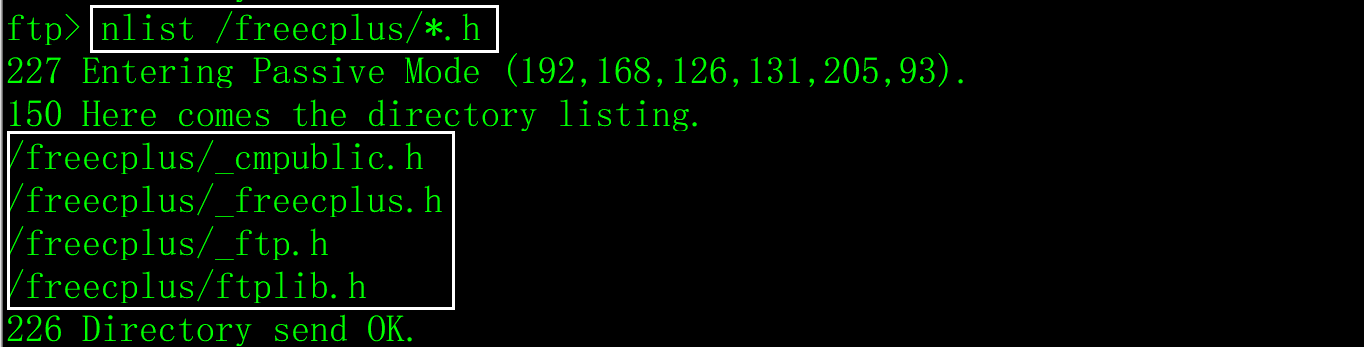 ftp> nlist /freecplus/*.h
227 Entering Passive Mode (192,168,126,131,205,93).
150 Here comes the directory listing.
/freecplus/_cmpublic.h
/freecplus/_freecplus.h
/freecplus/_ftp.h
/freecplus/ftplib.h
226 Directory send OK.